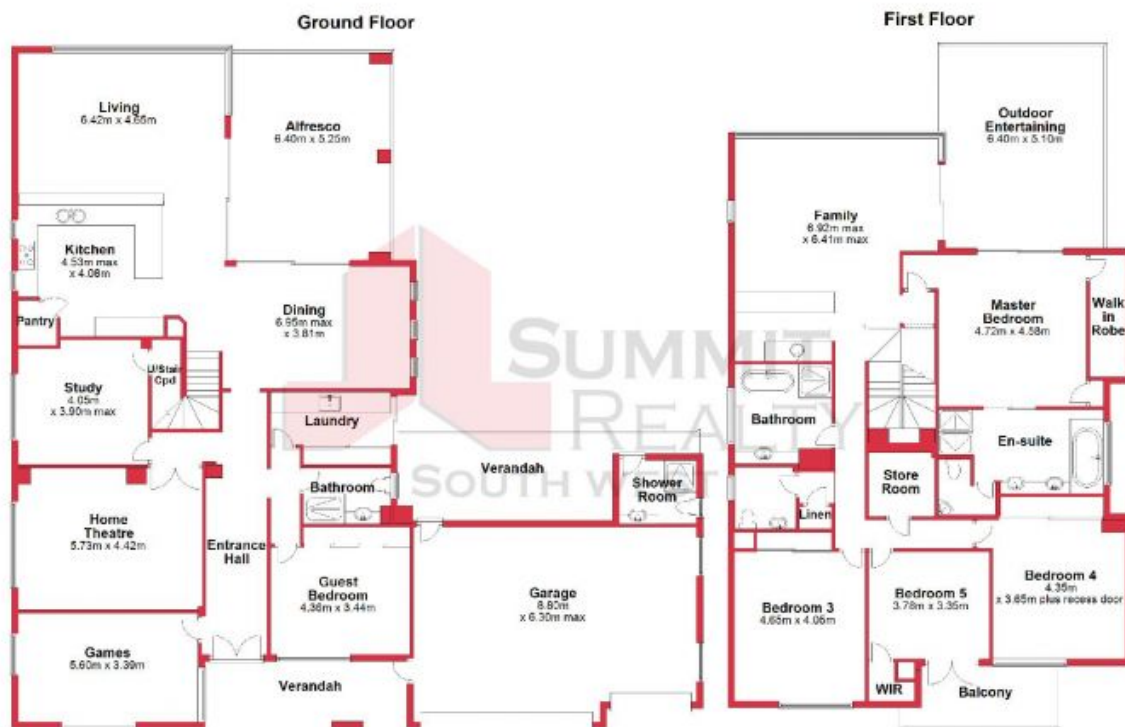 Ground Floor
Living
6.42m x 4.65m
Alfresco
6.40m x 5.25m
Kitchen
4.53m max
x 4.08m
Pantry
Dining
6.95m max
x 3.81m
Study
4.05m
x 3.90m max
U/Stair
Cpd
Laundry
Bathroom
Verandah
Shower
Room
Home
Theatre
5.73m x 4.42m
Entrance
Hall
Guest
Bedroom
4.36m x 3.44m
Garage
8.80m
x 6.30m max
Games
5.60m x 3.39m
Verandah
First Floor
Outdoor
Entertaining
6.40m x 5.10m
Family
6.92m max
x 6.41m max
Master
Bedroom
4.72m x 4.58m
Walk
in
Robe
Bathroom
En-suite
Store
Room
Linen
Bedroom 3
4.65m x 4.05m
Bedroom 5
3.78m x 3.35m
Bedroom 4
4.35m
x 3.65m plus recess door
WIR
Balcony
SUMMIT
REALTY
SOUTH WEST